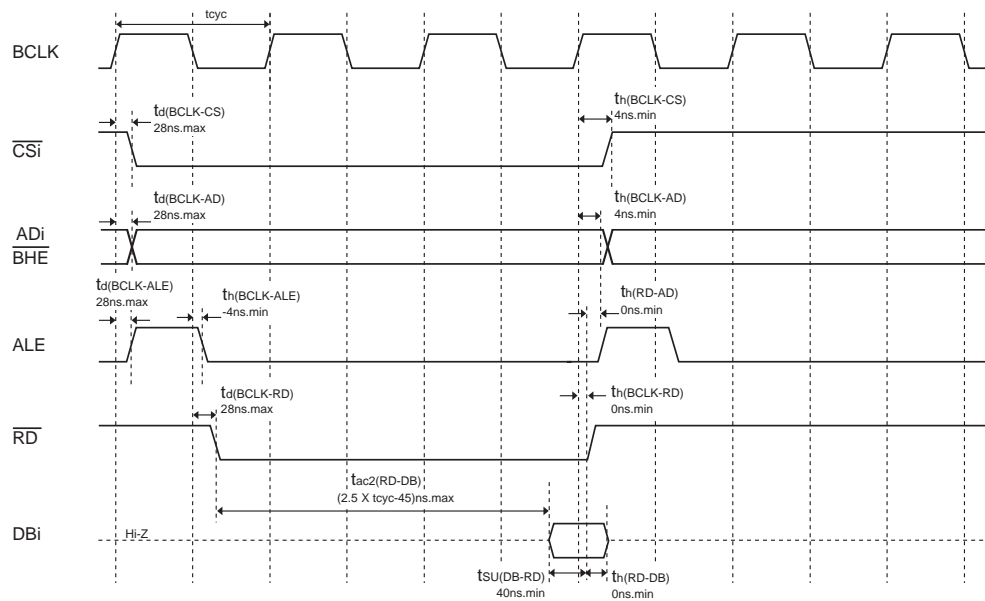 tcyc
BCLK
td(BCLK-CS)
28ns.max
th(BCLK-CS)
4ns.min
CSi
td(BCLK-AD)
28ns.max
th(BCLK-AD)
4ns.min
ADi
BHE
td(BCLK-ALE)
28ns.max
th(BCLK-ALE)
-4ns.min
th(RD-AD)
0ns.min
ALE
td(BCLK-RD)
28ns.max
th(BCLK-RD)
0ns.min
RD
tac2(RD-DB)
(2.5 X tcyc-45)ns.max
DBi
Hi-Z
tSU(DB-RD)
40ns.min
th(RD-DB)
0ns.min